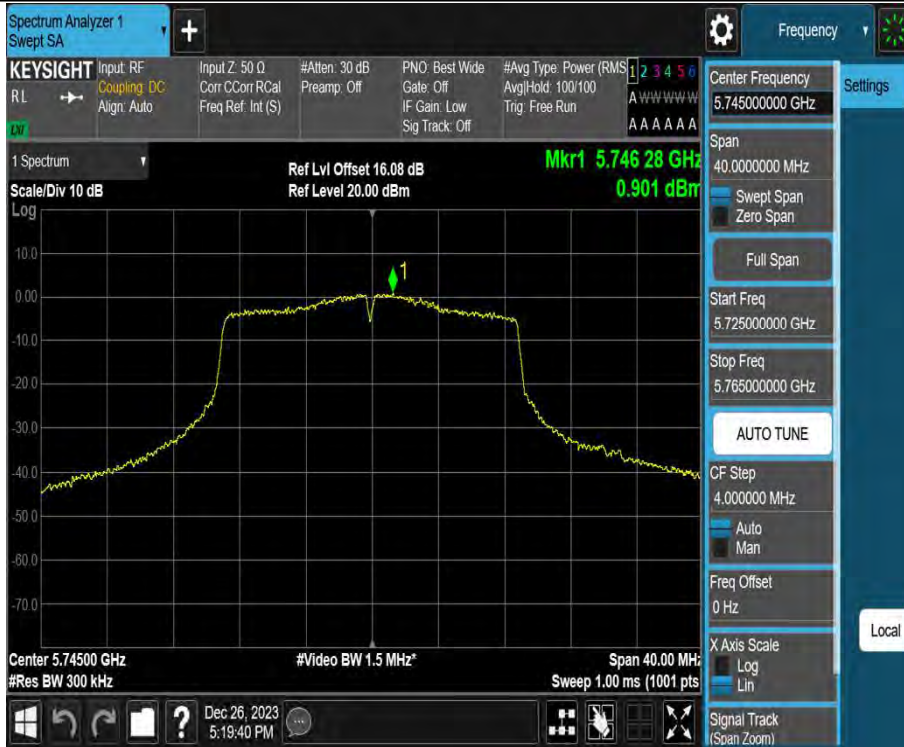 Spectrum Analyzer 1
Swept SA
+
Frequency
KEYSIGHT
RL
LXI
Input: RF
Coupling: DC
Align: Auto
Input Z: 50 Ω
Corr CCorr RCal
Freq Ref: Int (S)
#Atten: 30 dB
Preamp: Off
PNO: Best Wide
Gate: Off
IF Gain: Low
Sig Track: Off
#Avg Type: Power (RMS
Avg|Hold: 100/100
Trig: Free Run
1 2 3 4 5 6
A W W W W W
A A A A A A
Center Frequency
5.745000000 GHz
Settings
Span
40.0000000 MHz
Swept Span
Zero Span
Full Span
Start Freq
5.725000000 GHz
Stop Freq
5.765000000 GHz
AUTO TUNE
CF Step
4.000000 MHz
Auto
Man
Freq Offset
0 Hz
X Axis Scale
Log
Lin
Signal Track
(Span Zoom)
Local
1 Spectrum
Scale/Div 10 dB
Log
Ref Lvl Offset 16.08 dB
Ref Level 20.00 dBm
Mkr1 5.746 28 GHz
0.901 dBm
1
10.0
0.00
-10.0
-20.0
-30.0
-40.0
-50.0
-60.0
-70.0
Center 5.74500 GHz
#Res BW 300 kHz
#Video BW 1.5 MHz*
Span 40.00 MHz
Sweep 1.00 ms (1001 pts
?
Dec 26, 2023
5:19:40 PM